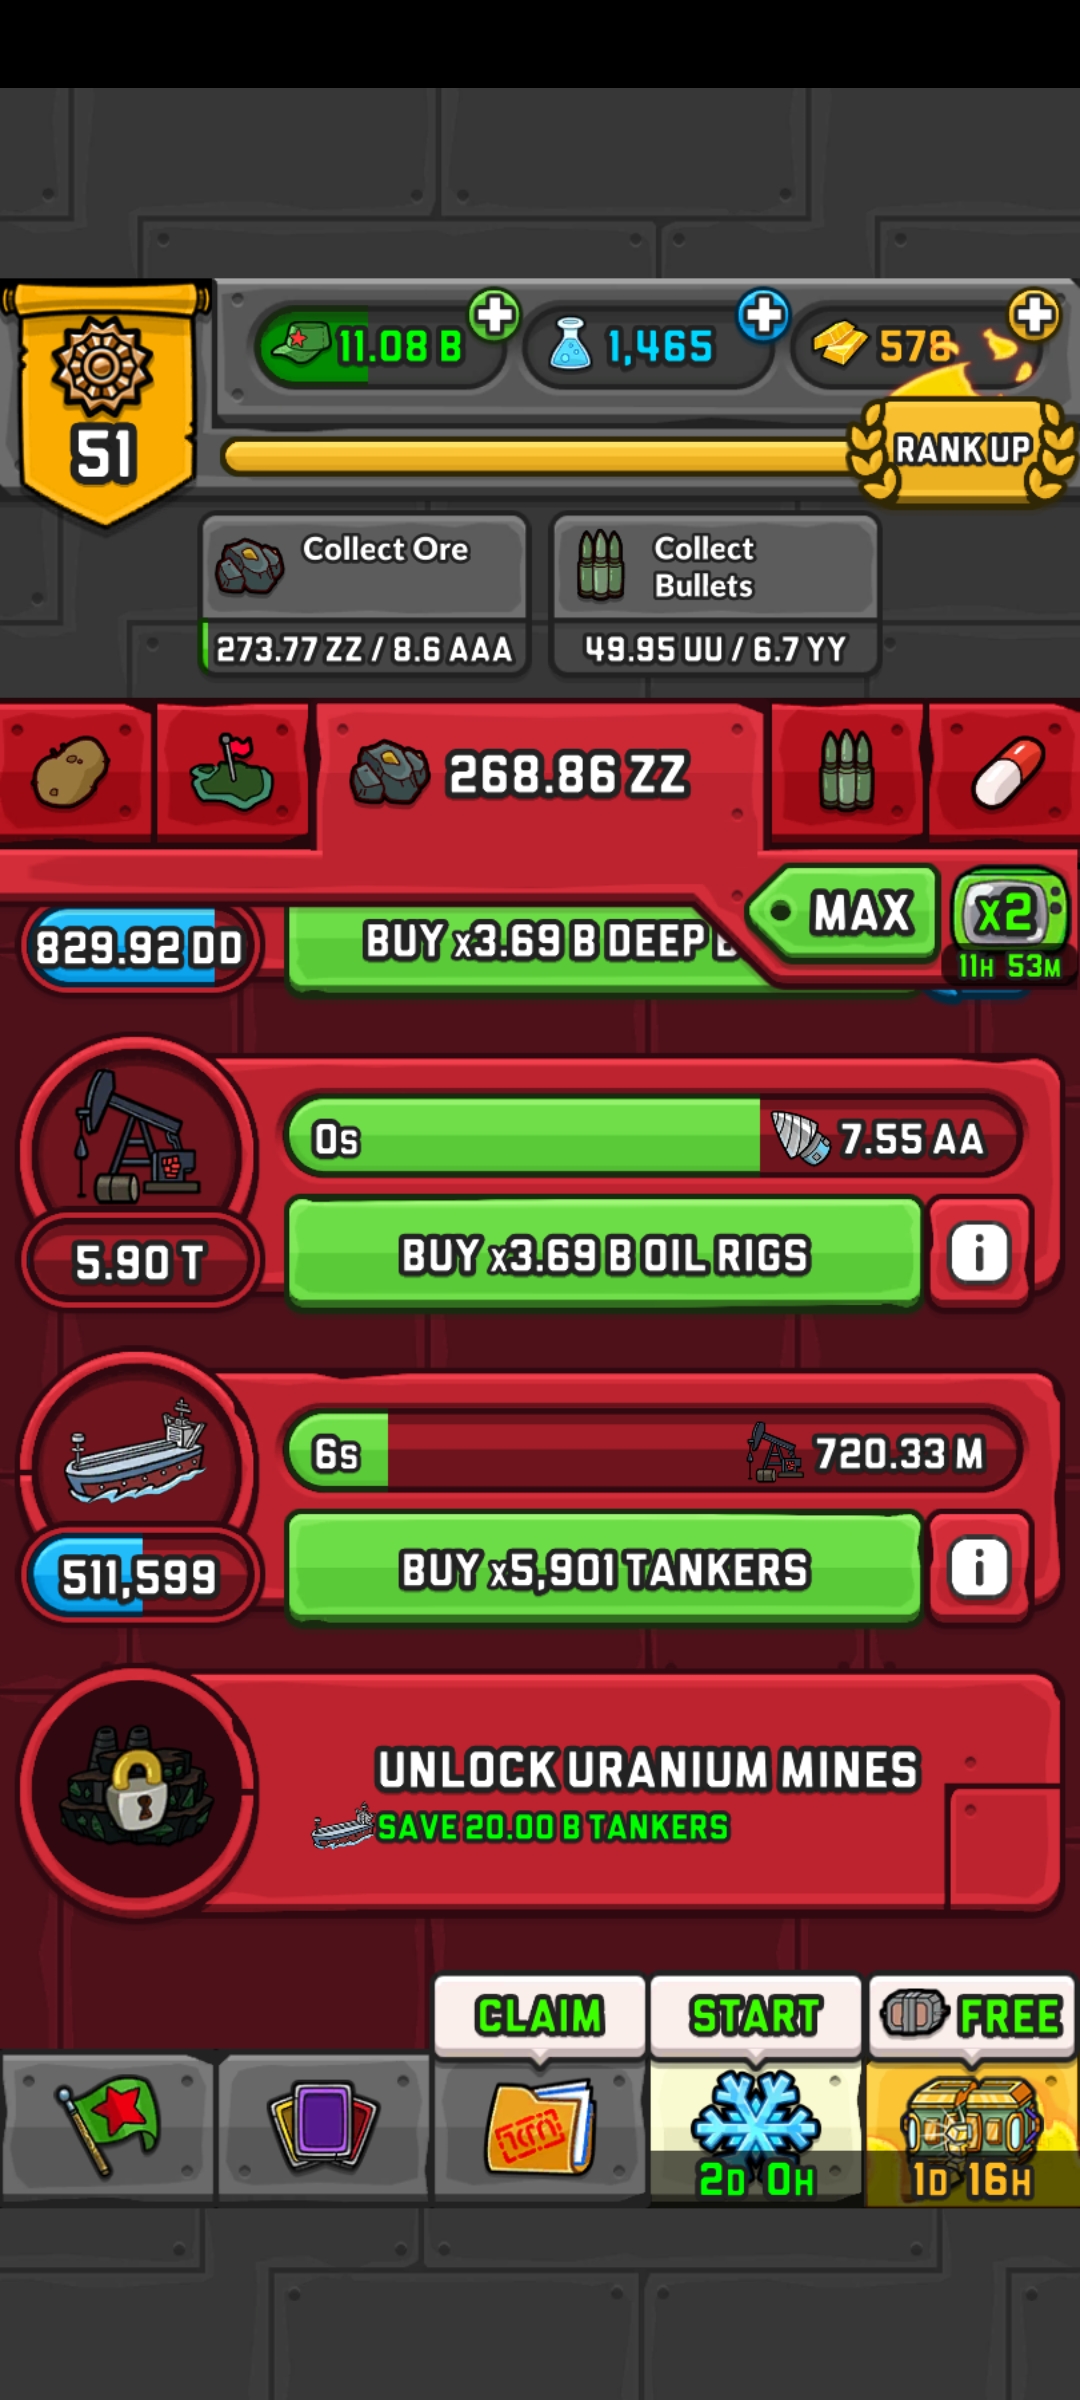 11.08 B
1,465
578
51
RANK UP
Collect Ore
Collect
Bullets
273.77 ZZ / 8.6 AAA
49.95 UU / 6.7 YY
268.86 ZZ
MAX
x2
11H 53M
829.92 DD
BUY x3.69 B DEEP
0s
7.55 AA
5.90 T
BUY x3.69 B OIL RIGS
i
6s
720.33 M
511,599
BUY x5,901 TANKERS
i
UNLOCK URANIUM MINES
SAVE 20.00 B TANKERS
CLAIM
START
FREE
2D 0H
1D 16H